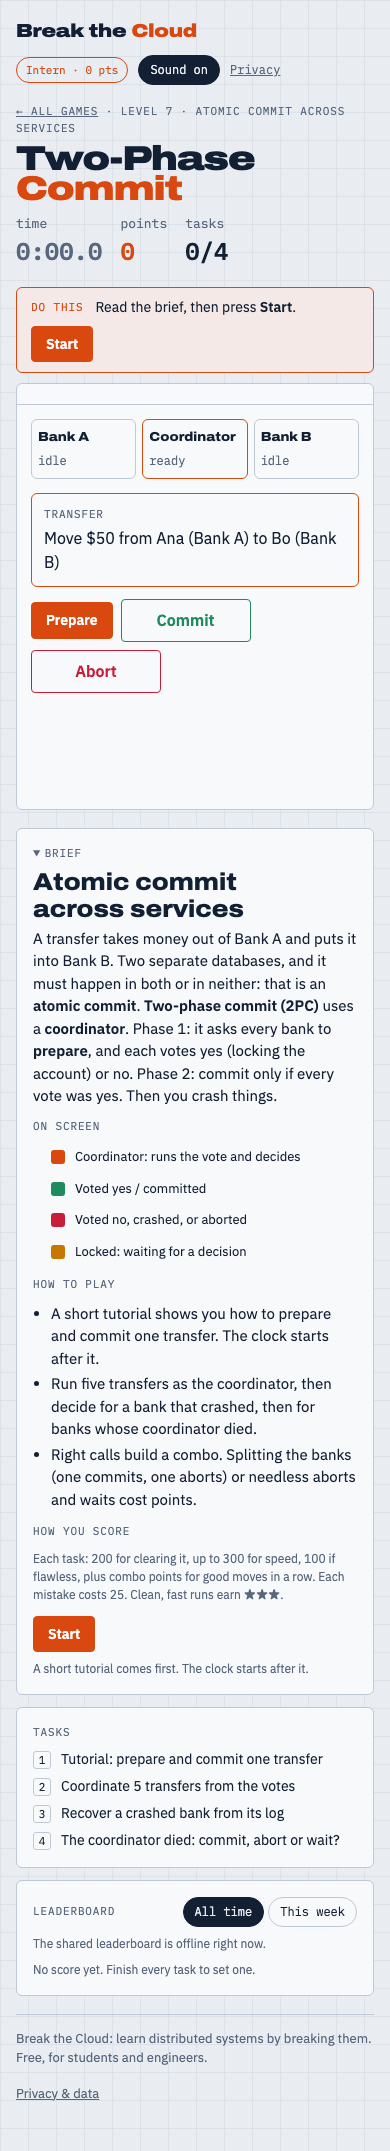 Break the Cloud
Intern · 0 pts
Sound on
Privacy
← ALL GAMES · LEVEL 7 · ATOMIC COMMIT ACROSS
SERVICES
Two-Phase
Commit
time points tasks
0:00.0 0 0/4
DO THIS Read the brief, then press Start.
Start
Bank A Coordinator Bank B
idle ready idle
TRANSFER
Move $50 from Ana (Bank A) to Bo (Bank
B)
Prepare Commit
Abort
▼ BRIEF
Atomic commit
across services
A transfer takes money out of Bank A and puts it
into Bank B. Two separate databases, and it
must happen in both or in neither: that is an
atomic commit. Two-phase commit (2PC) uses
a coordinator. Phase 1: it asks every bank to
prepare, and each votes yes (locking the
account) or no. Phase 2: commit only if every
vote was yes. Then you crash things.
ON SCREEN
Coordinator: runs the vote and decides
Voted yes / committed
Voted no, crashed, or aborted
Locked: waiting for a decision
HOW TO PLAY
• A short tutorial shows you how to prepare
and commit one transfer. The clock starts
after it.
• Run five transfers as the coordinator, then
decide for a bank that crashed, then for
banks whose coordinator died.
• Right calls build a combo. Splitting the banks
(one commits, one aborts) or needless aborts
and waits cost points.
HOW YOU SCORE
Each task: 200 for clearing it, up to 300 for speed, 100 if
flawless, plus combo points for good moves in a row. Each
mistake costs 25. Clean, fast runs earn ★★★.
Start
A short tutorial comes first. The clock starts after it.
TASKS
1 Tutorial: prepare and commit one transfer
2 Coordinate 5 transfers from the votes
3 Recover a crashed bank from its log
4 The coordinator died: commit, abort or wait?
LEADERBOARD All time This week
The shared leaderboard is offline right now.
No score yet. Finish every task to set one.
Break the Cloud: learn distributed systems by breaking them.
Free, for students and engineers.
Privacy & data